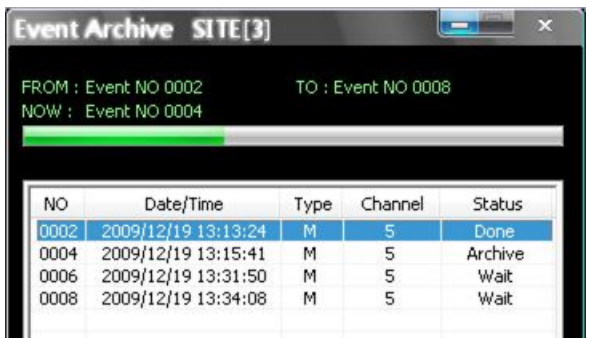 Event Archive SITE[3]
FROM : Event NO 0002 TO : Event NO 0008
NOW : Event NO 0004
NO Date/Time Type Channel Status
0002 2009/12/19 13:13:24 M 5 Done
0004 2009/12/19 13:15:41 M 5 Archive
0006 2009/12/19 13:31:50 M 5 Wait
0008 2009/12/19 13:34:08 M 5 Wait